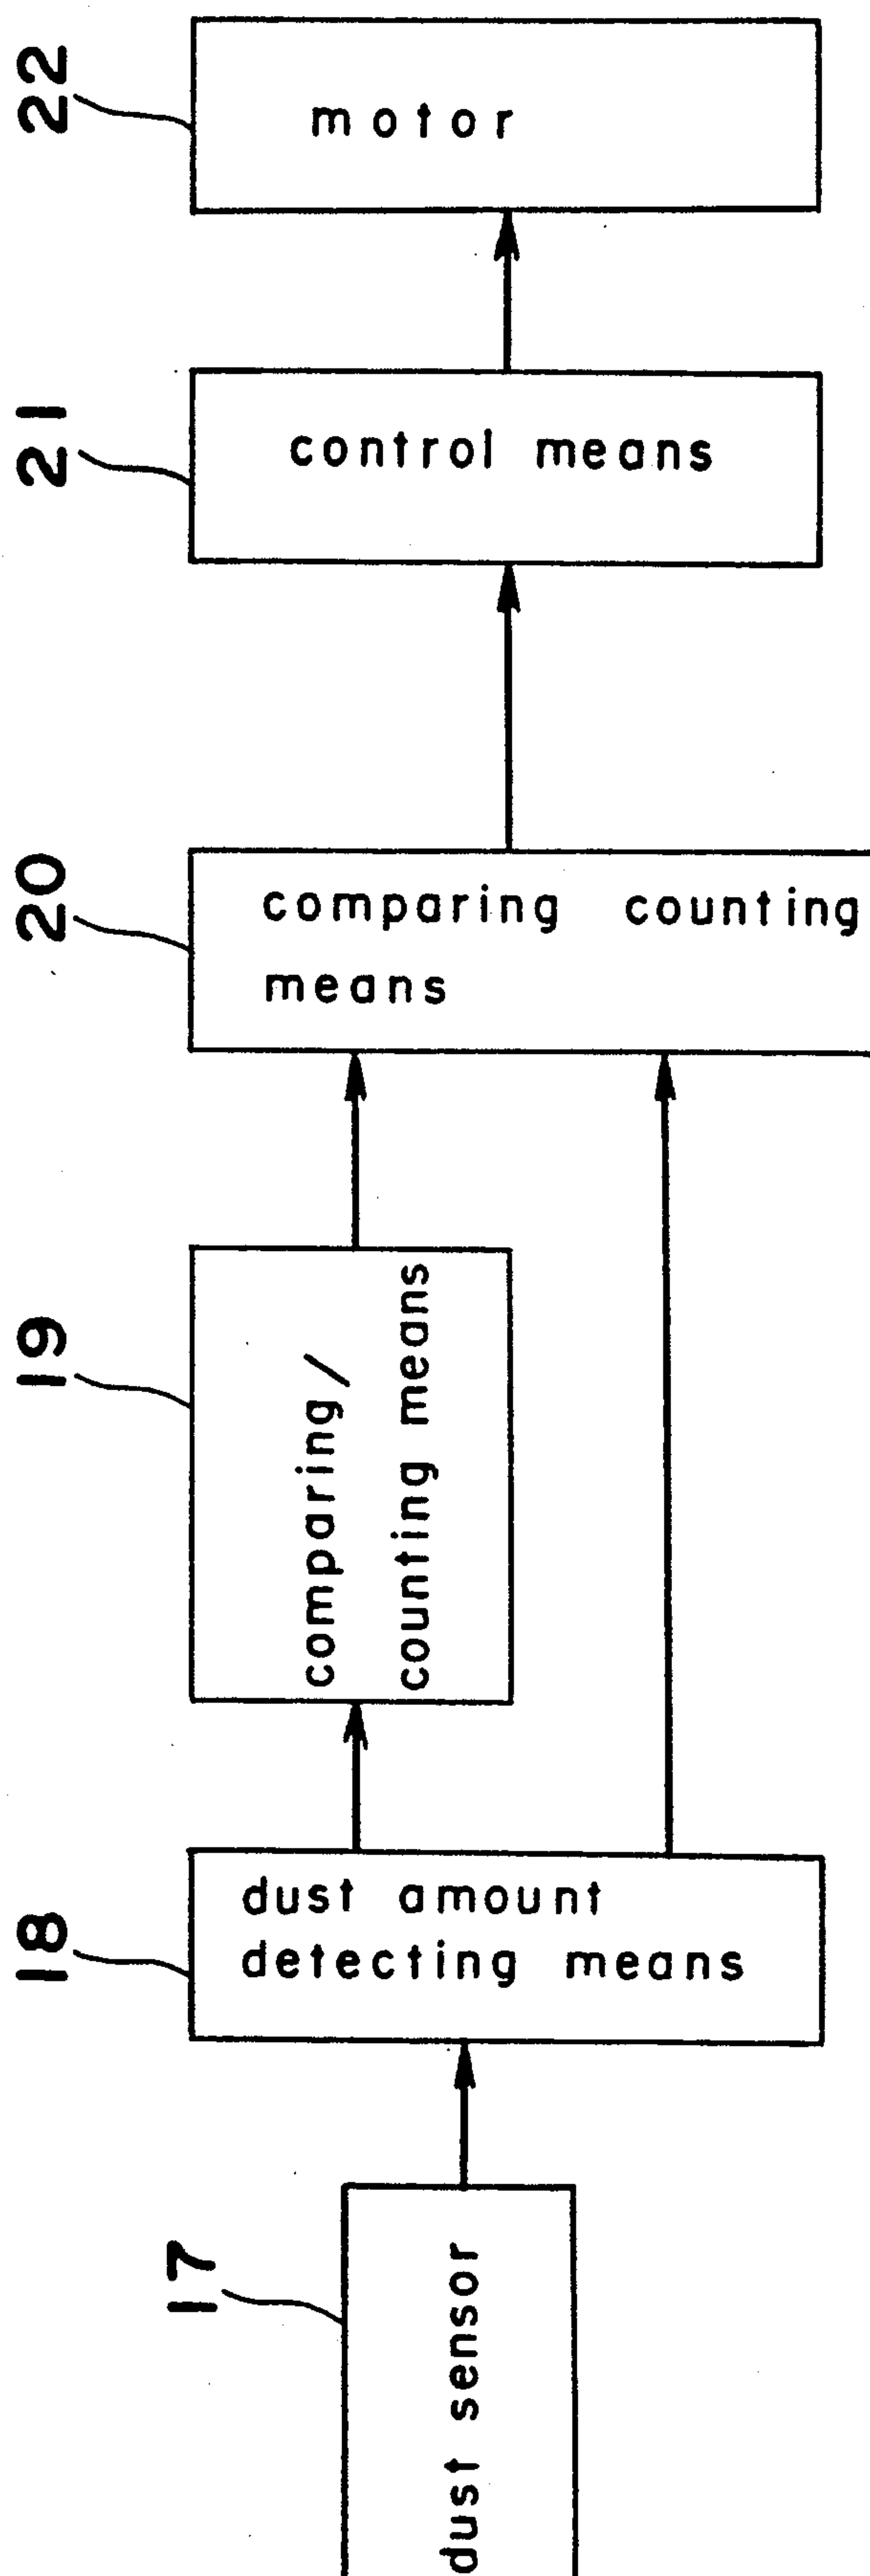 22
motor
21
control means
20
comparing counting
means
19
comparing/
counting means
18
dust amount
detecting means
17
dust sensor